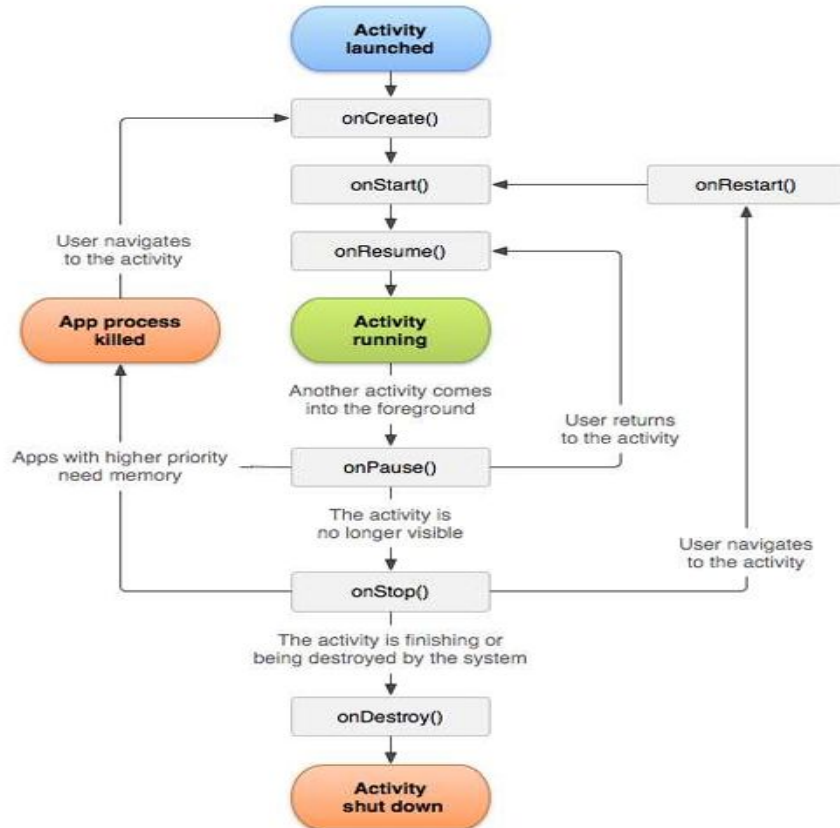 Activity
launched
onCreate()
onStart()
onRestart()
User navigates
to the activity
onResume()
App process
killed
Activity
running
Another activity comes
into the foreground
User returns
to the activity
Apps with higher priority
need memory
onPause()
The activity is
no longer visible
User navigates
to the activity
onStop()
The activity is finishing or
being destroyed by the system
onDestroy()
Activity
shut down